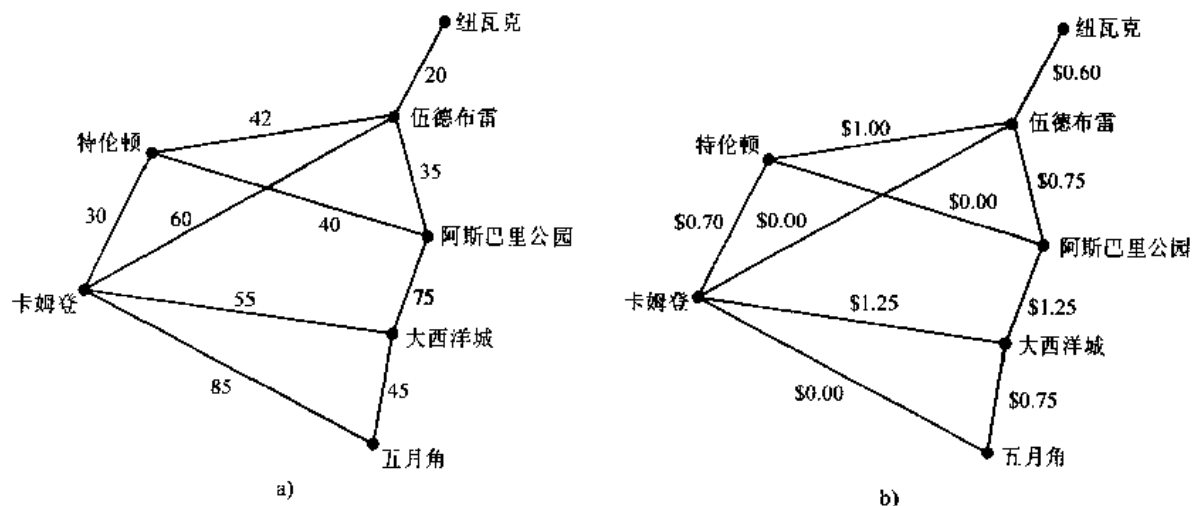 纽瓦克
20
42
伍德布雷
特伦顿
35
30
60
40
阿斯巴里公园
卡姆登
55
75
大西洋城
85
45
五月角
a)
纽瓦克
$0.60
$1.00
伍德布雷
特伦顿
$0.75
$0.70
$0.00
$0.00
阿斯巴里公园
卡姆登
$1.25
$1.25
大西洋城
$0.00
$0.75
五月角
b)